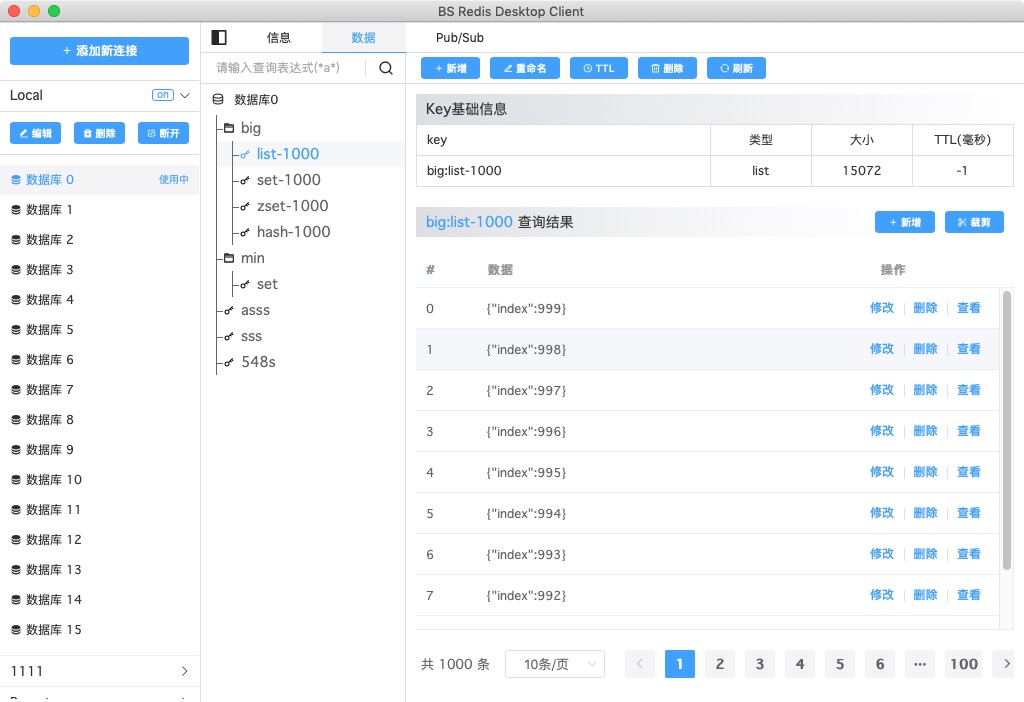 BS Redis Desktop Client
+ 添加新连接
Local on
编辑 删除 断开
数据库 0 使用中
数据库 1
数据库 2
数据库 3
数据库 4
数据库 5
数据库 6
数据库 7
数据库 8
数据库 9
数据库 10
数据库 11
数据库 12
数据库 13
数据库 14
数据库 15
1111
信息 数据 Pub/Sub
请输入查询表达式(*a*)
数据库0
big
list-1000
set-1000
zset-1000
hash-1000
min
set
asss
sss
548s
+ 新增 重命名 TTL 删除 刷新
Key基础信息
key 类型 大小 TTL(毫秒)
big:list-1000 list 15072 -1
big:list-1000 查询结果 + 新增 裁剪
# 数据 操作
0 {"index":999} 修改 删除 查看
1 {"index":998} 修改 删除 查看
2 {"index":997} 修改 删除 查看
3 {"index":996} 修改 删除 查看
4 {"index":995} 修改 删除 查看
5 {"index":994} 修改 删除 查看
6 {"index":993} 修改 删除 查看
7 {"index":992} 修改 删除 查看
共 1000 条 10条/页 < 1 2 3 4 5 6 ··· 100 >